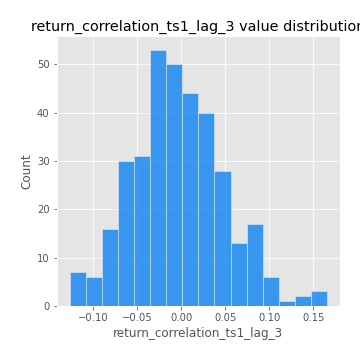 return_correlation_ts1_lag_3 value distribution
50
40
30
20
10
0
Count
−0.10 −0.05 0.00 0.05 0.10 0.15
return_correlation_ts1_lag_3